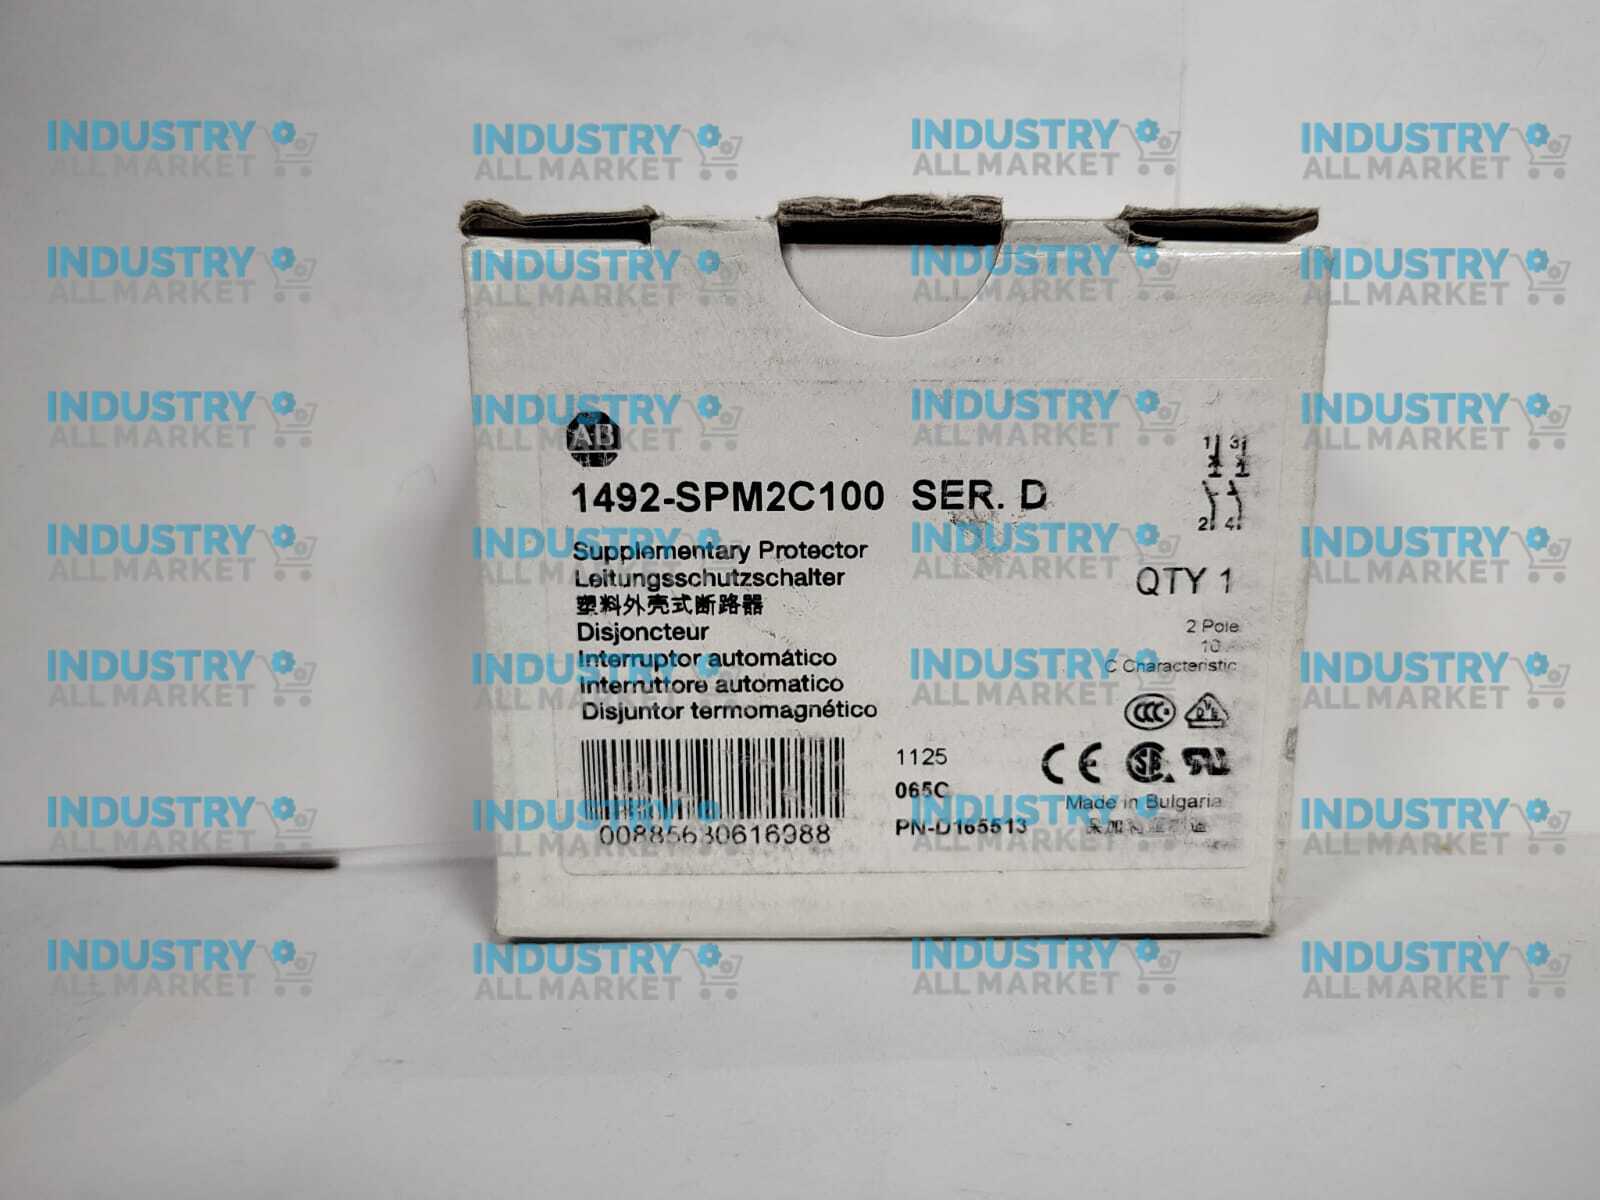 AB
1492-SPM2C100 SER. D
Supplementary Protector
Leitungsschutzschalter
塑料外壳式断路器
Disjoncteur
Interruptor automático
Interruttore automatico
Disjuntor termomagnético
00885630616988
1125
065C
PN-D165513
1 3
2 4
QTY 1
2 Pole
10
C Characteristic
CCC
CE
Made in Bulgaria
INDUSTRY
ALL MARKET